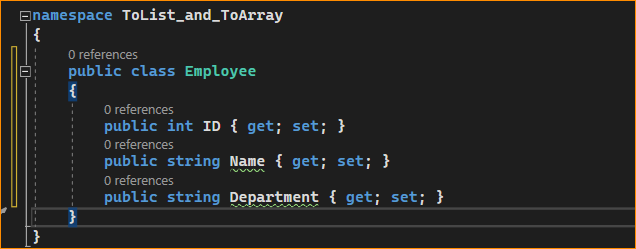 namespace ToList_and_ToArray
{
0 references
public class Employee
{
0 references
public int ID { get; set; }
0 references
public string Name { get; set; }
0 references
public string Department { get; set; }
}
}